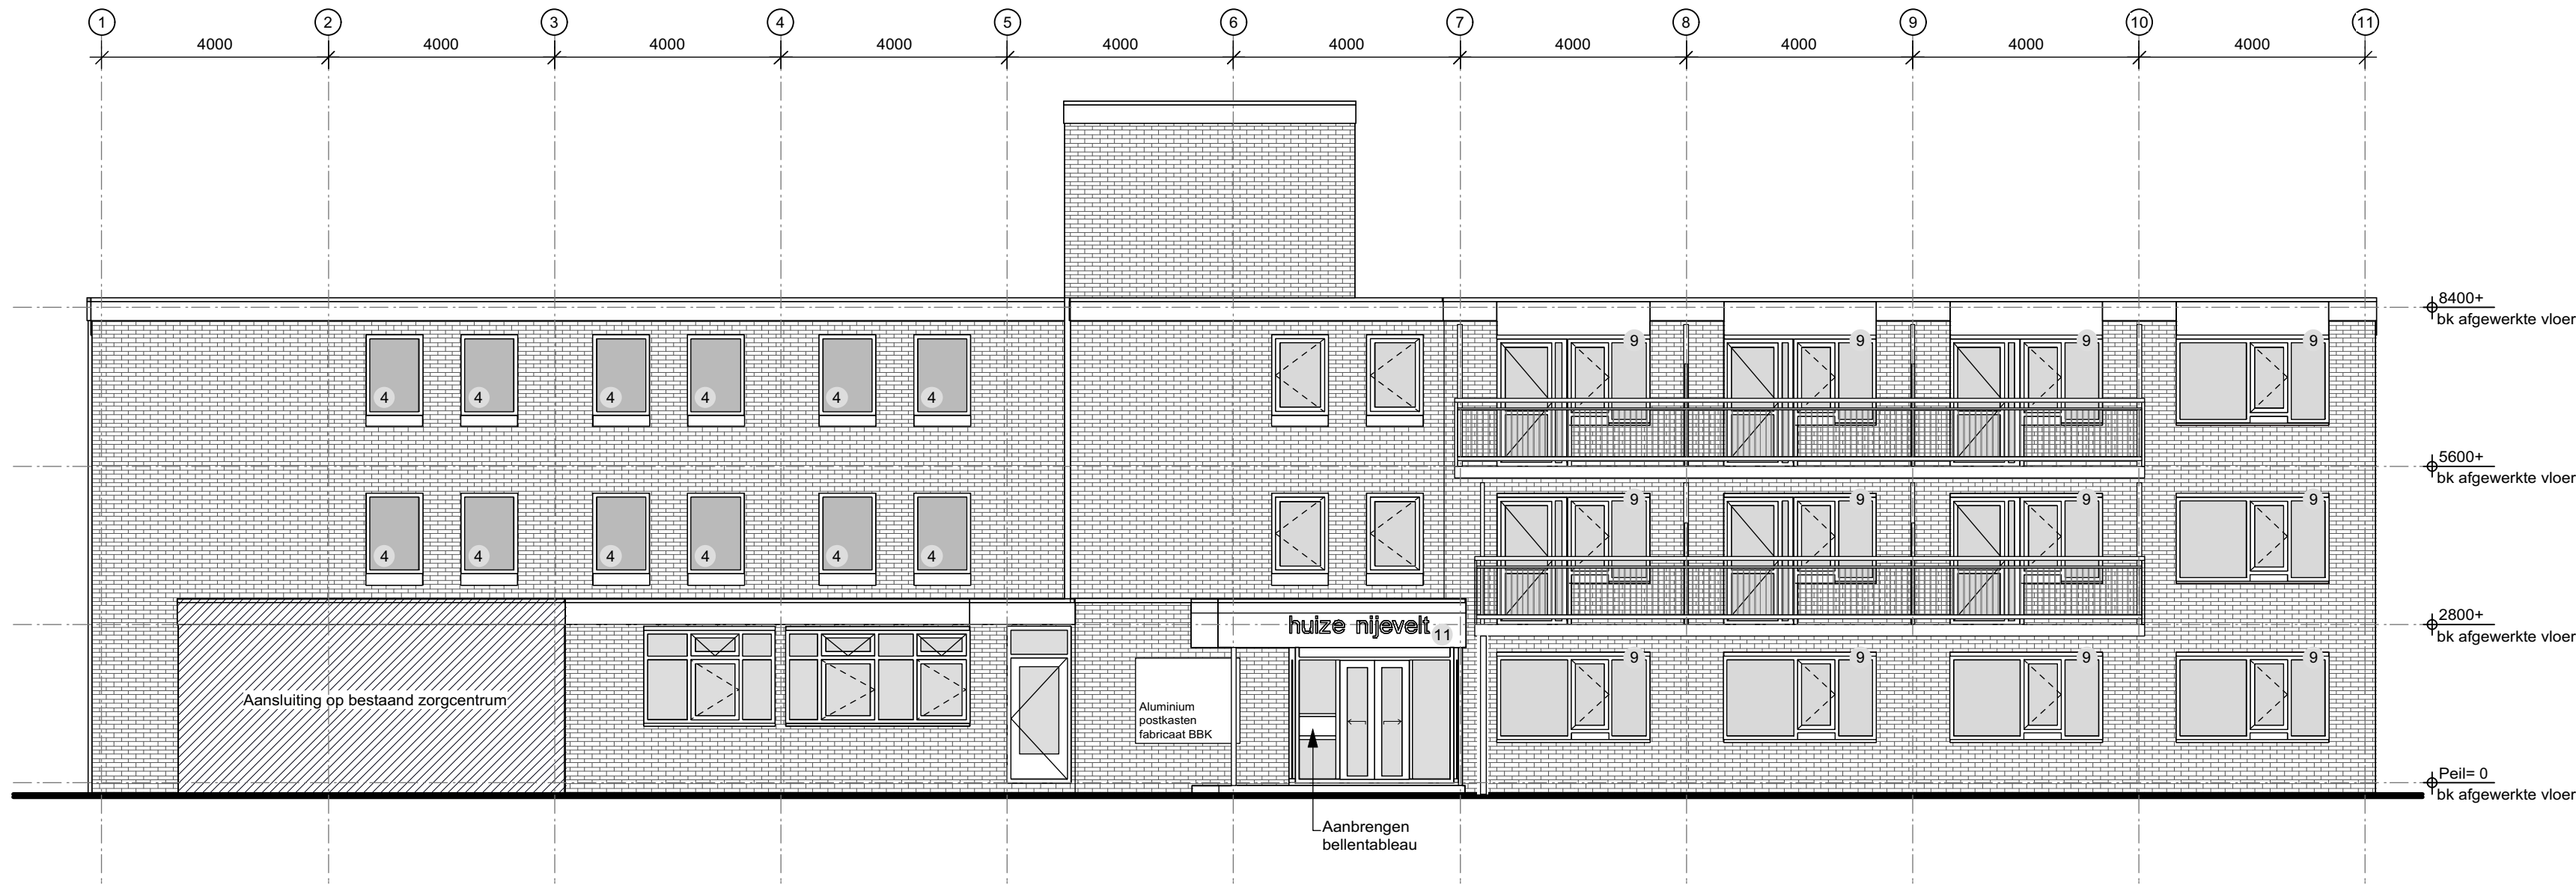 1 2 3 4 5 6 7 8 9 10 11
4000 4000 4000 4000 4000 4000 4000 4000 4000 4000
8400+
bk afgewerkte vloer
9 9 9 9
4 4 4 4 4 4
5600+
bk afgewerkte vloer
9 9 9 9
4 4 4 4 4 4
2800+
bk afgewerkte vloer
huize nijevelt 11
9 9 9 9
Aansluiting op bestaand zorgcentrum
Aluminium
postkasten
fabricaat BBK
Peil= 0
bk afgewerkte vloer
Aanbrengen
bellentableau